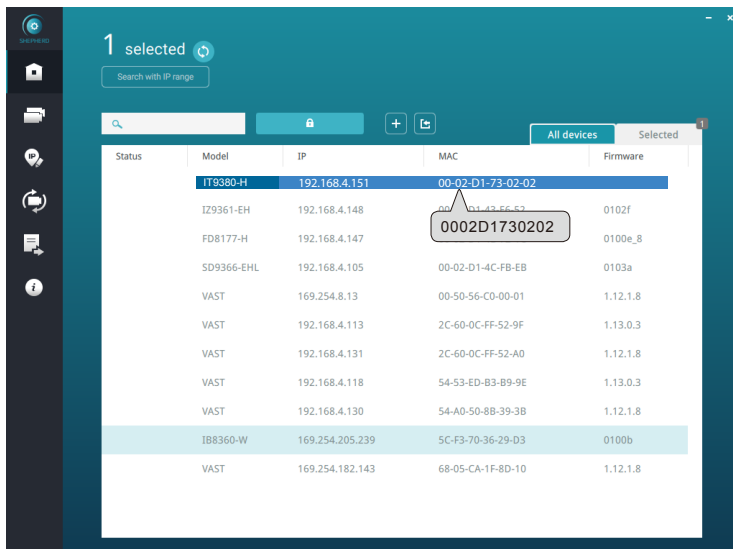 SHEPHERD
1 selected
Search with IP range
1
All devices Selected
Status Model IP MAC Firmware
IT9380-H 192.168.4.151 00-02-D1-73-02-02
IZ9361-EH 192.168.4.148 0102f
0002D1730202
FD8177-H 192.168.4.147 0100e_8
SD9366-EHL 192.168.4.105 00-02-D1-4C-FB-EB 0103a
VAST 169.254.8.13 00-50-56-C0-00-01 1.12.1.8
VAST 192.168.4.113 2C-60-0C-FF-52-9F 1.13.0.3
VAST 192.168.4.131 2C-60-0C-FF-52-A0 1.12.1.8
VAST 192.168.4.118 54-53-ED-B3-B9-9E 1.13.0.3
VAST 192.168.4.130 54-A0-50-8B-39-3B 1.12.1.8
IB8360-W 169.254.205.239 5C-F3-70-36-29-D3 0100b
VAST 169.254.182.143 68-05-CA-1F-8D-10 1.12.1.8
IP